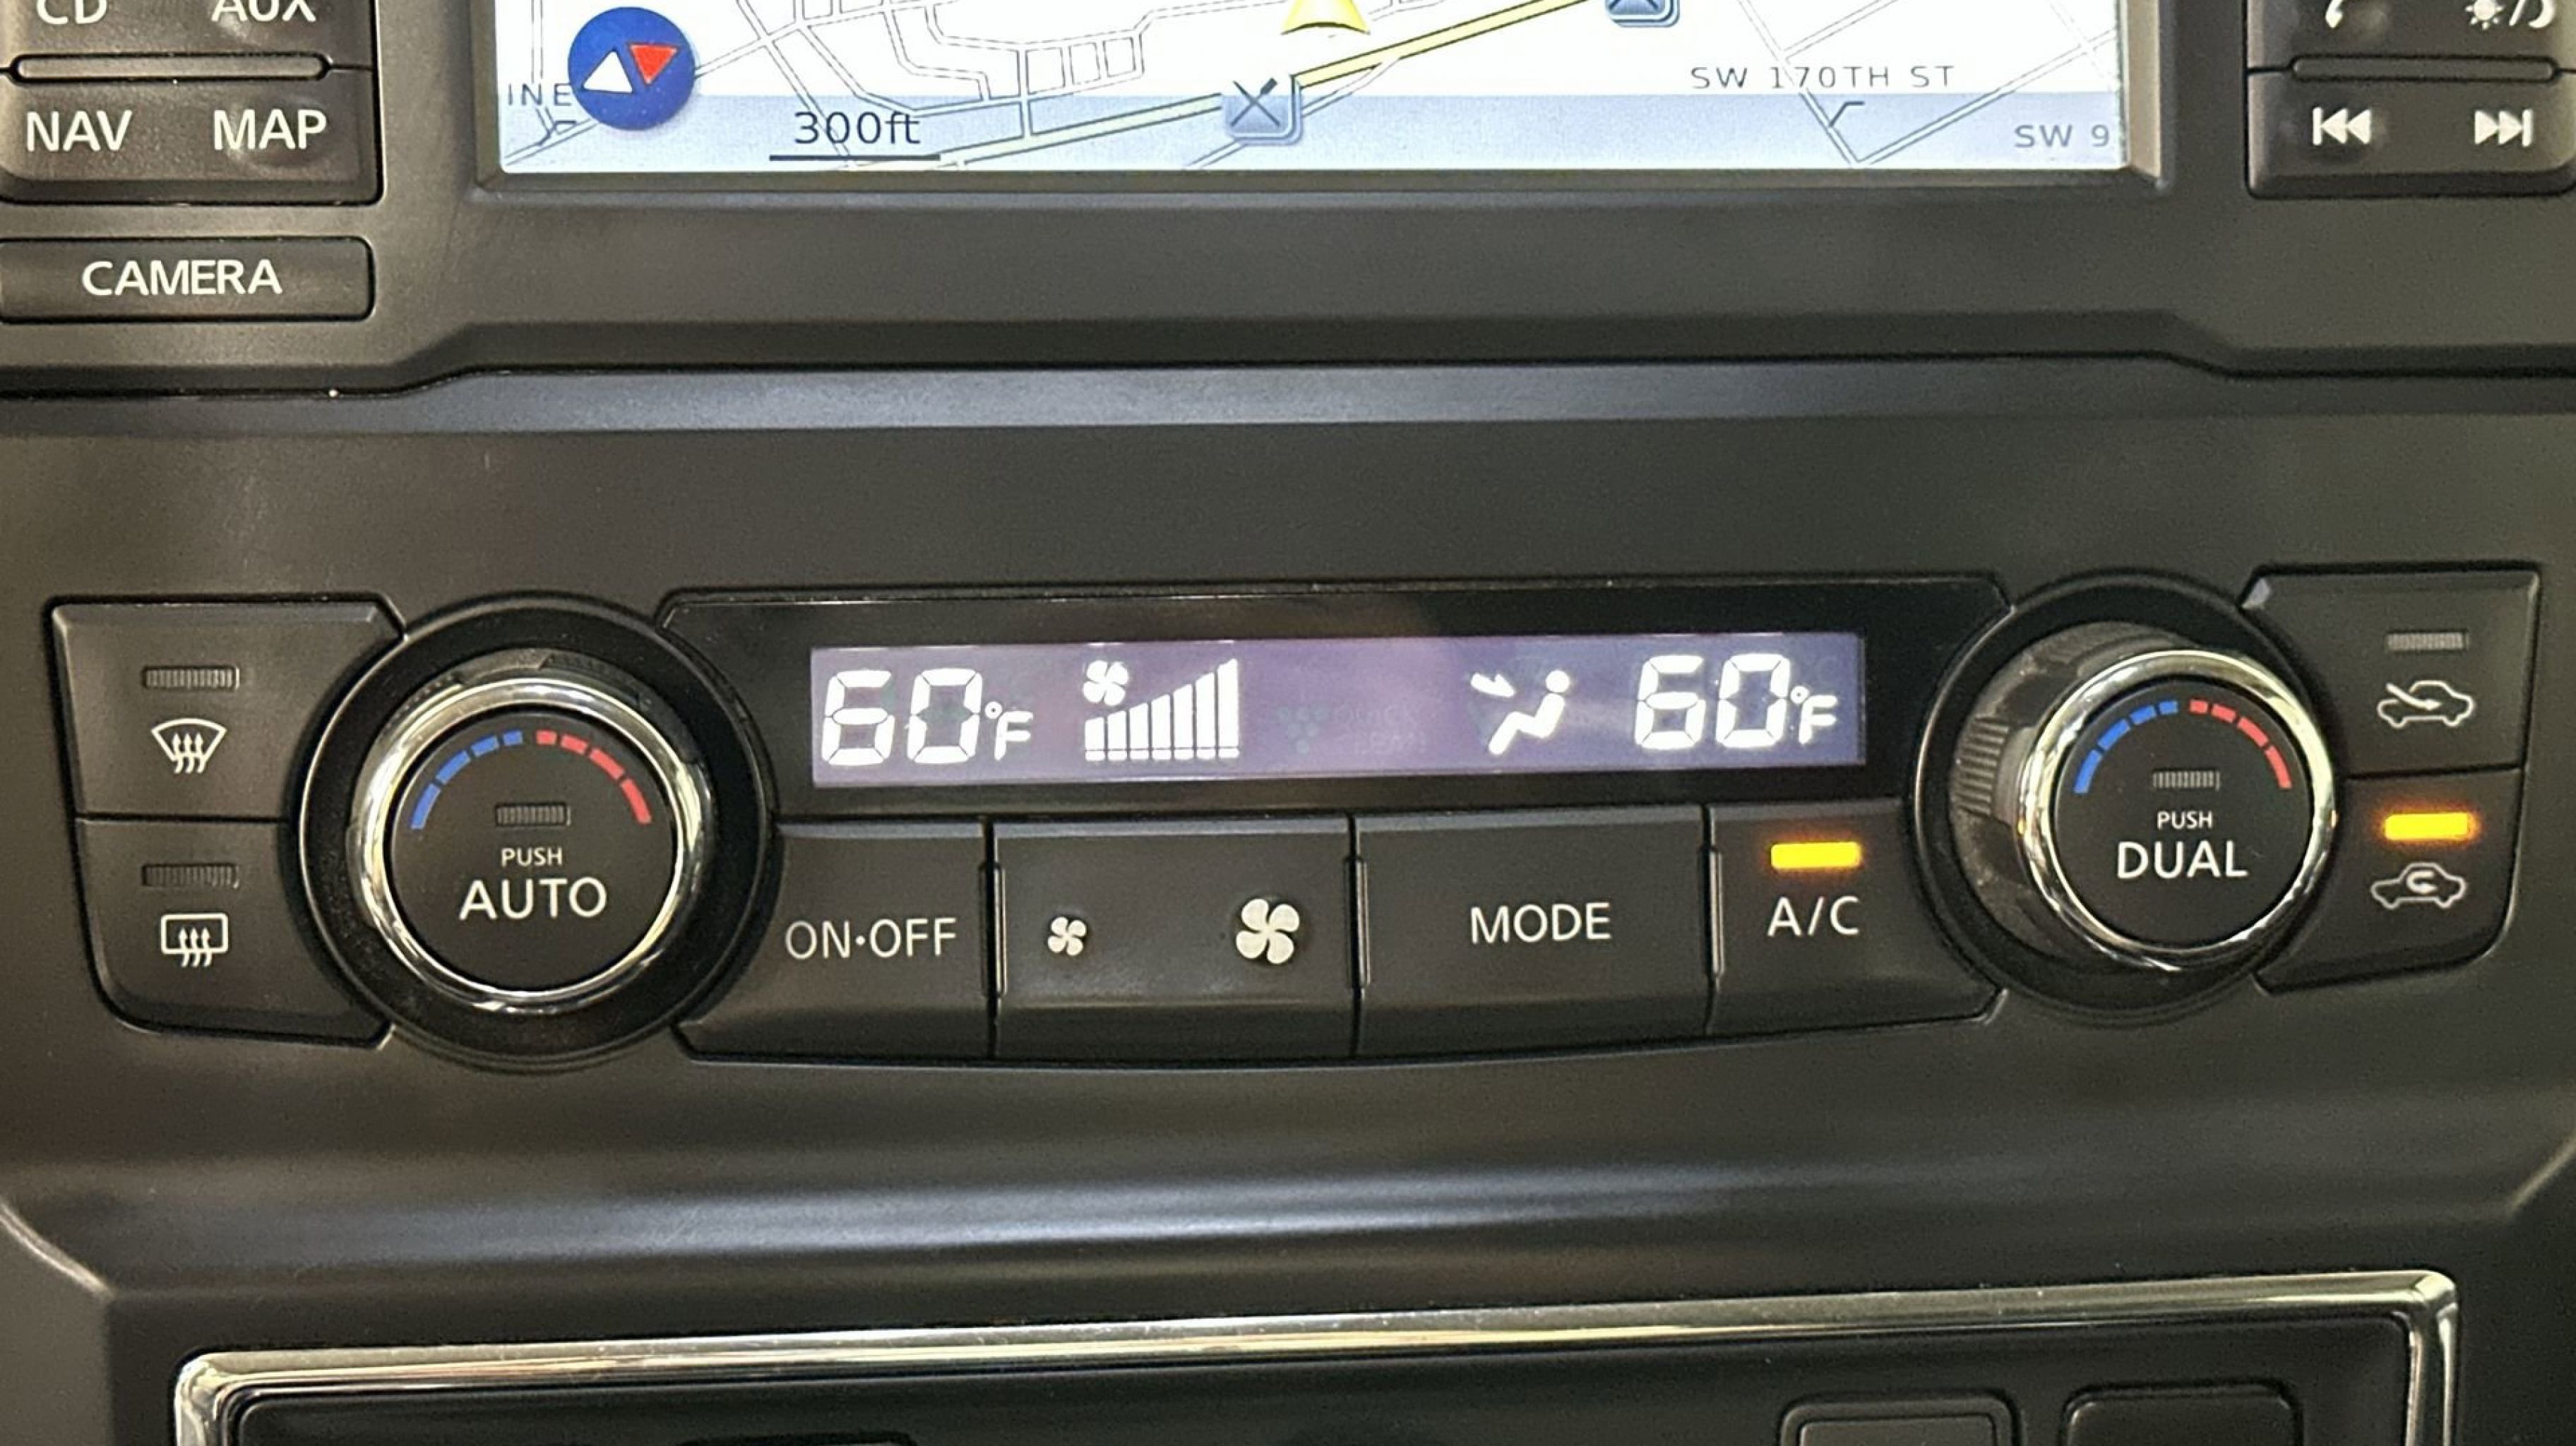 CD AUX
NAV MAP
CAMERA
300ft
SW 170TH ST
SW 9
60°F
60°F
PUSH
AUTO
ON•OFF
MODE
A/C
PUSH
DUAL